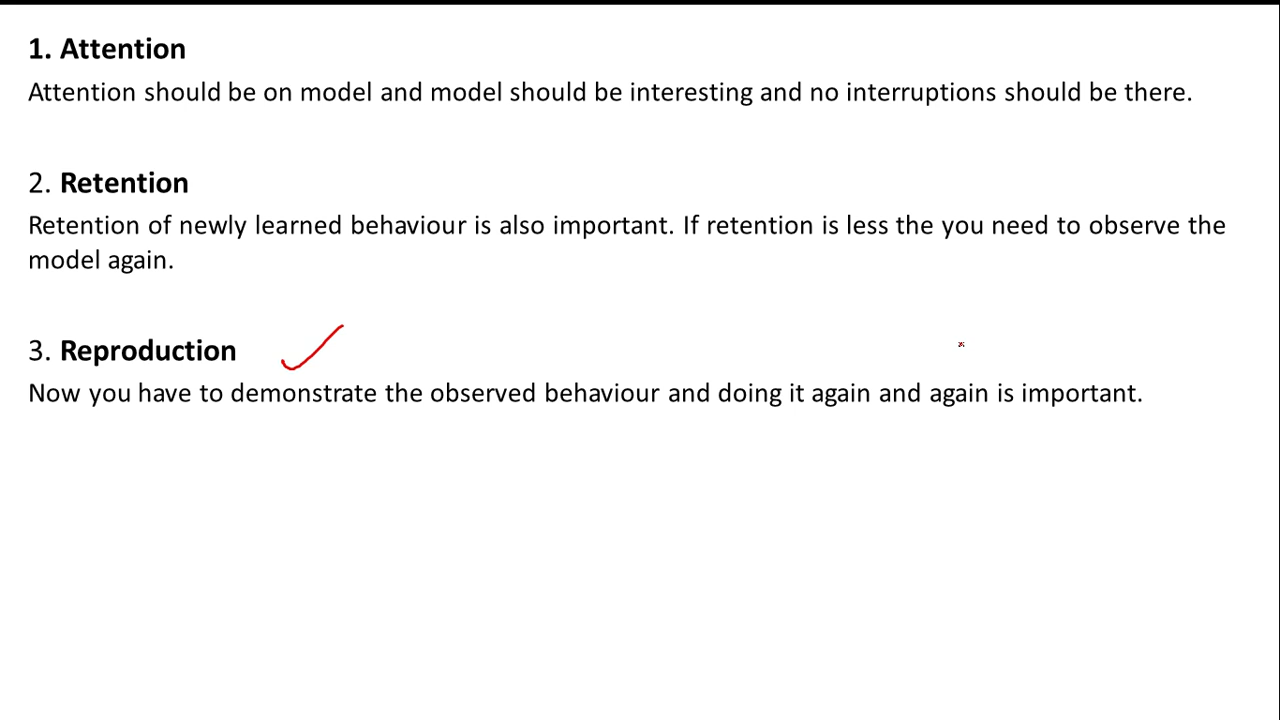 1. Attention
Attention should be on model and model should be interesting and no interruptions should be there.
2. Retention
Retention of newly learned behaviour is also important. If retention is less the you need to observe the
model again.
3. Reproduction
Now you have to demonstrate the observed behaviour and doing it again and again is important.